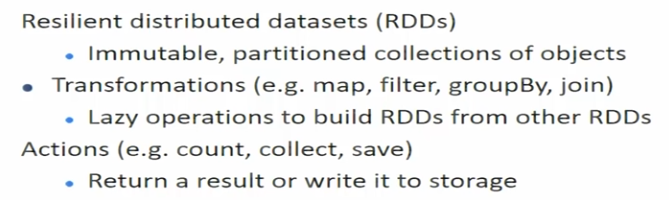 Resilient distributed datasets (RDDs)
• Immutable, partitioned collections of objects
• Transformations (e.g. map, filter, groupBy, join)
• Lazy operations to build RDDs from other RDDs
Actions (e.g. count, collect, save)
• Return a result or write it to storage